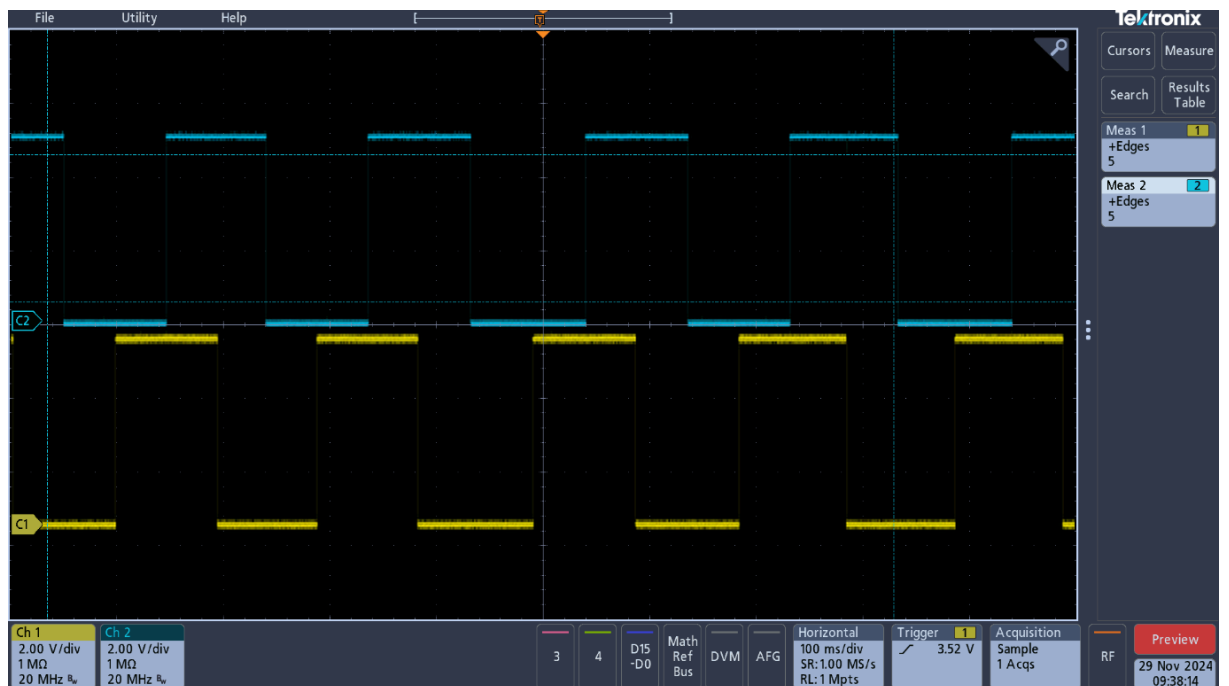 File Utility Help
Tektronix
Cursors Measure
Search Results
Table
Meas 1 1
+Edges
5
Meas 2 2
+Edges
5
C2
C1
Ch 1
2.00 V/div
1 MΩ
20 MHz Bw
Ch 2
2.00 V/div
1 MΩ
20 MHz Bw
3
4
D15
-D0
Math
Ref
Bus
DVM
AFG
Horizontal
100 ms/div
SR:1.00 MS/s
RL:1 Mpts
Trigger 1
3.52 V
Acquisition
Sample
1 Acqs
RF
Preview
29 Nov 2024
09:38:14